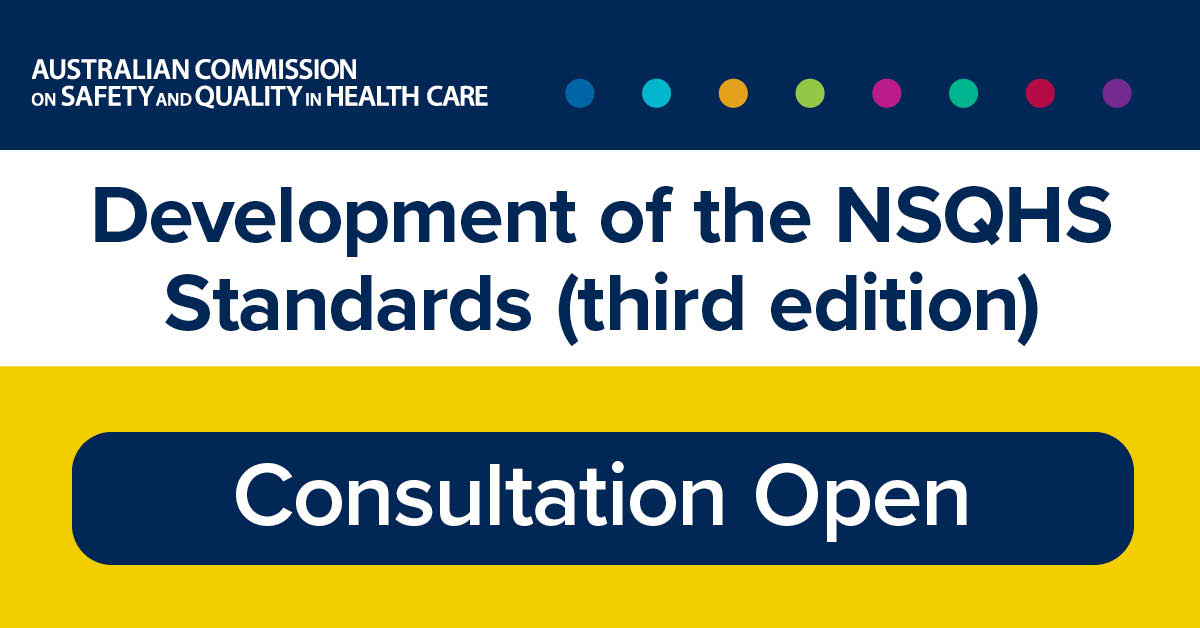 AUSTRALIAN COMMISSION
ON SAFETY AND QUALITY IN HEALTH CARE
Development of the NSQHS
Standards (third edition)
Consultation Open